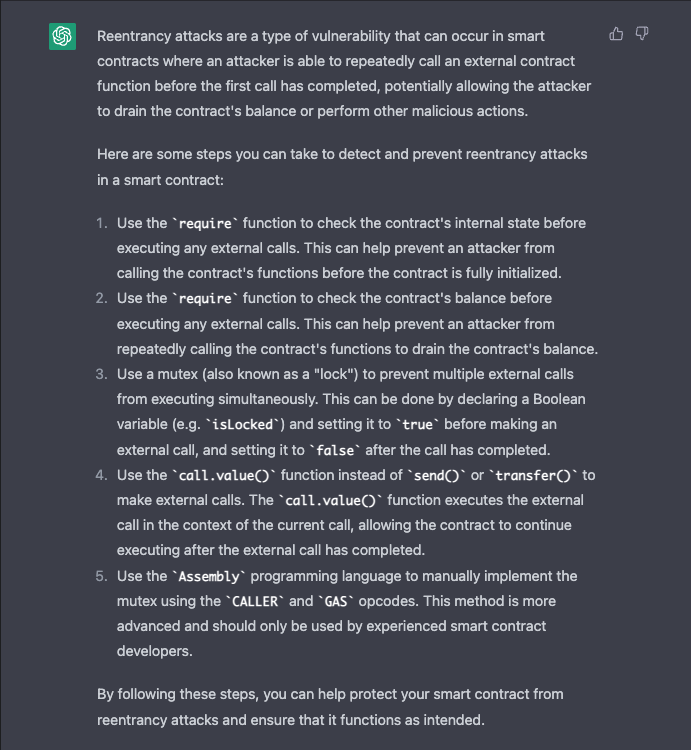 Reentrancy attacks are a type of vulnerability that can occur in smart
contracts where an attacker is able to repeatedly call an external contract
function before the first call has completed, potentially allowing the attacker
to drain the contract's balance or perform other malicious actions.
Here are some steps you can take to detect and prevent reentrancy attacks
in a smart contract:
1. Use the `require` function to check the contract's internal state before
executing any external calls. This can help prevent an attacker from
calling the contract's functions before the contract is fully initialized.
2. Use the `require` function to check the contract's balance before
executing any external calls. This can help prevent an attacker from
repeatedly calling the contract's functions to drain the contract's balance.
3. Use a mutex (also known as a "lock") to prevent multiple external calls
from executing simultaneously. This can be done by declaring a Boolean
variable (e.g. `isLocked`) and setting it to `true` before making an
external call, and setting it to `false` after the call has completed.
4. Use the `call.value()` function instead of `send()` or `transfer()` to
make external calls. The `call.value()` function executes the external
call in the context of the current call, allowing the contract to continue
executing after the external call has completed.
5. Use the `Assembly` programming language to manually implement the
mutex using the `CALLER` and `GAS` opcodes. This method is more
advanced and should only be used by experienced smart contract
developers.
By following these steps, you can help protect your smart contract from
reentrancy attacks and ensure that it functions as intended.